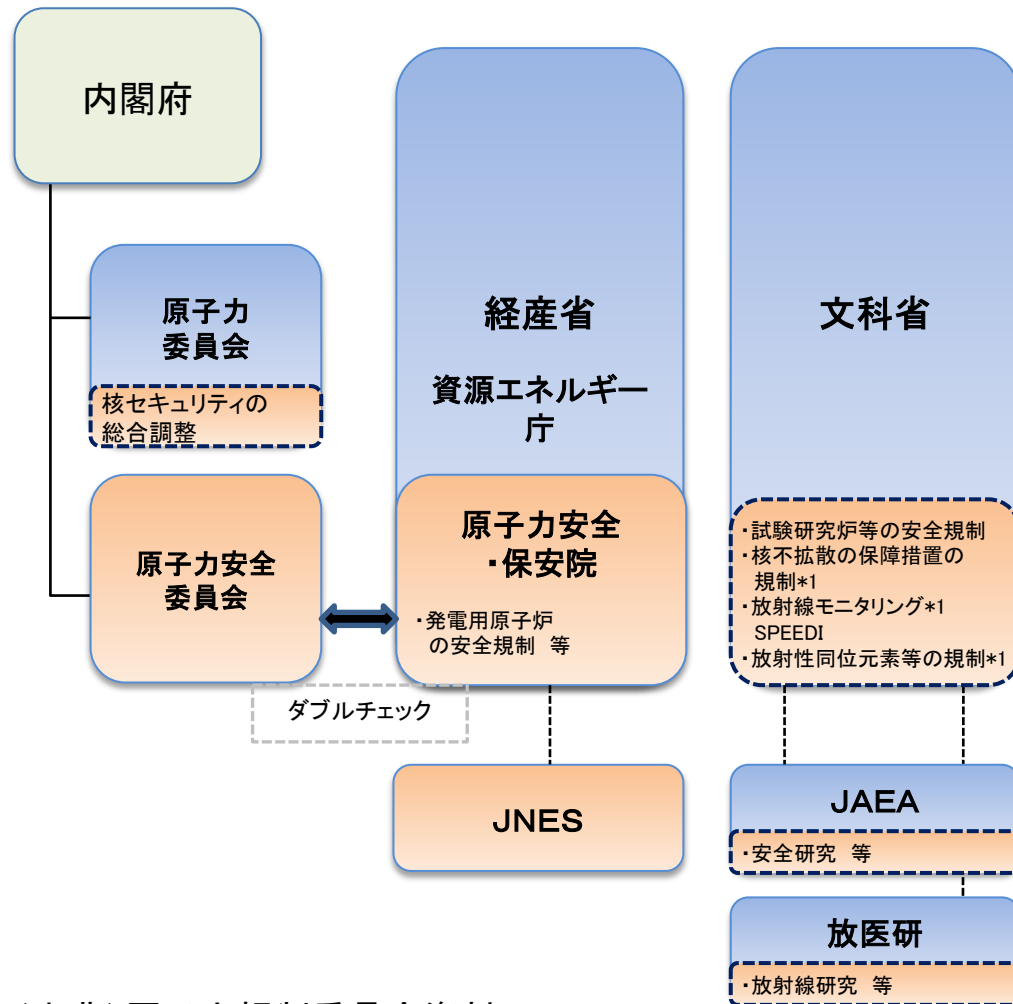 内閣府
原子力
委員会
核セキュリティの
総合調整
原子力安全
委員会
ダブルチェック
経産省
資源エネルギー
庁
原子力安全
・保安院
・発電用原子炉
の安全規制 等
JNES
文科省
・試験研究炉等の安全規制
・核不拡散の保障措置の
規制*1
・放射線モニタリング*1
SPEEDI
・放射性同位元素等の規制*1
JAEA
・安全研究 等
放医研
・放射線研究 等